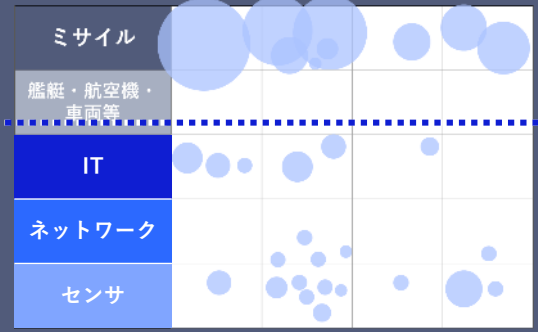 ミサイル
艦艇・航空機・
車両等
IT
ネットワーク
センサ